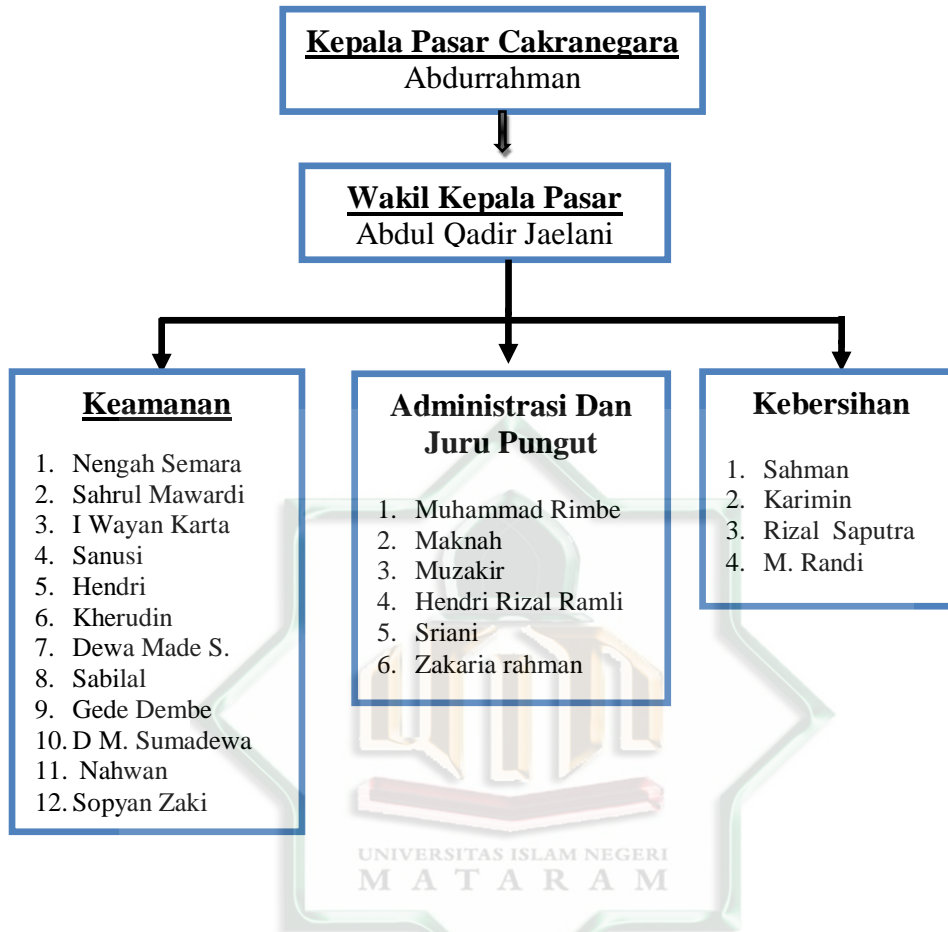 Kepala Pasar Cakranegara
Abdurrahman
Wakil Kepala Pasar
Abdul Qadir Jaelani
Keamanan
1. Nengah Semara
2. Sahrul Mawardi
3. I Wayan Karta
4. Sanusi
5. Hendri
6. Kherudin
7. Dewa Made S.
8. Sabilal
9. Gede Dembe
10. D M. Sumadewa
11. Nahwan
12. Sopyan Zaki
Administrasi Dan
Juru Pungut
1. Muhammad Rimbe
2. Maknah
3. Muzakir
4. Hendri Rizal Ramli
5. Sriani
6. Zakaria rahman
Kebersihan
1. Sahman
2. Karimin
3. Rizal Saputra
4. M. Randi
UNIVERSITAS ISLAM NEGERI
MATARAM